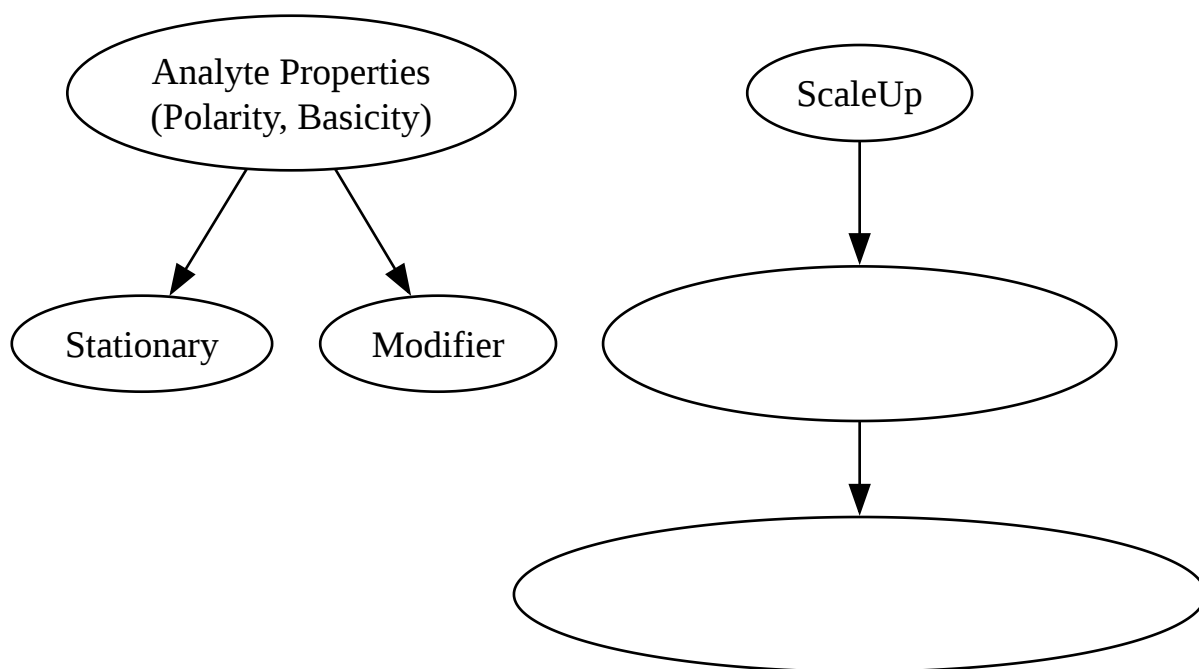 Analyte Properties
(Polarity, Basicity)
ScaleUp
Stationary
Modifier